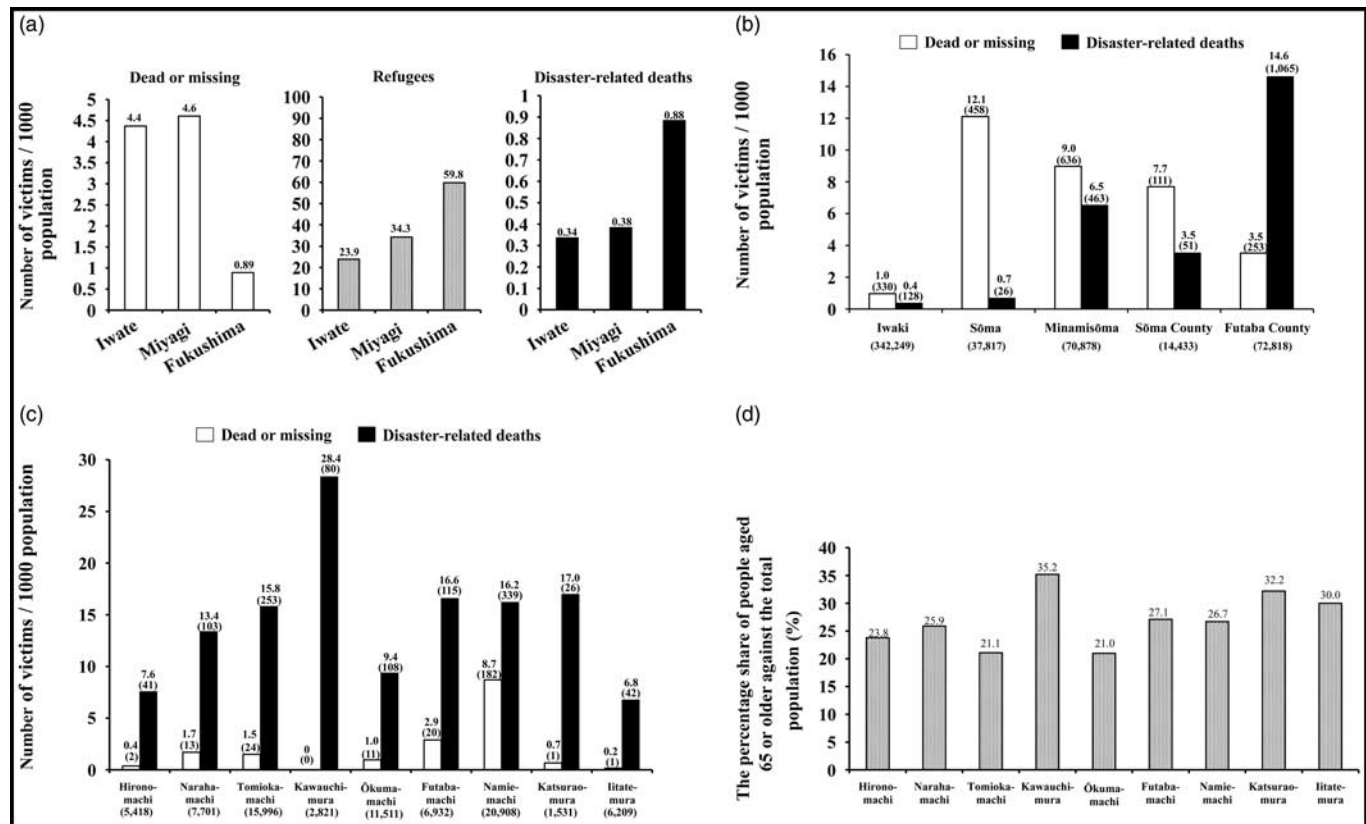 (a)
Dead or missing
Refugees
Disaster-related deaths
Number of victims / 1000
population
5
4.5
4
3.5
3
2.5
2
1.5
1
0.5
0
4.4
4.6
0.89
Iwate
Miyagi
Fukushima
100
90
80
70
60
50
40
30
20
10
0
23.9
34.3
59.8
Iwate
Miyagi
Fukushima
1
0.9
0.8
0.7
0.6
0.5
0.4
0.3
0.2
0.1
0
0.34
0.38
0.88
Iwate
Miyagi
Fukushima
(b)
Dead or missing
Disaster-related deaths
Number of victims / 1000
population
16
14
12
10
8
6
4
2
0
1.0
(330)
0.4
(128)
12.1
(458)
0.7
(26)
9.0
(636)
6.5
(463)
7.7
(111)
3.5
(51)
3.5
(253)
14.6
(1,065)
Iwaki
(342,249)
Sōma
(37,817)
Minamisōma
(70,878)
Sōma County
(14,433)
Futaba County
(72,818)
(c)
Dead or missing
Disaster-related deaths
Number of victims / 1000 population
30
25
20
15
10
5
0
0.4
(2)
7.6
(41)
1.7
(13)
13.4
(103)
1.5
(24)
15.8
(253)
0
(0)
28.4
(80)
1.0
(11)
9.4
(108)
2.9
(20)
16.6
(115)
8.7
(182)
16.2
(339)
0.7
(1)
17.0
(26)
0.2
(1)
6.8
(42)
Hirono-
machi
(5,418)
Naraha-
machi
(7,701)
Tomioka-
machi
(15,996)
Kawauchi-
mura
(2,821)
Ōkuma-
machi
(11,511)
Futaba-
machi
(6,932)
Namie-
machi
(20,908)
Katsurao-
mura
(1,531)
Iitate-
mura
(6,209)
(d)
The percentage share of people aged
65 or older against the total
population (%)
40
35
30
25
20
15
10
5
0
23.8
25.9
21.1
35.2
21.0
27.1
26.7
32.2
30.0
Hirono-
machi
Naraha-
machi
Tomioka-
machi
Kawauchi-
mura
Ōkuma-
machi
Futaba-
machi
Namie-
machi
Katsurao-
mura
Iitate-
mura